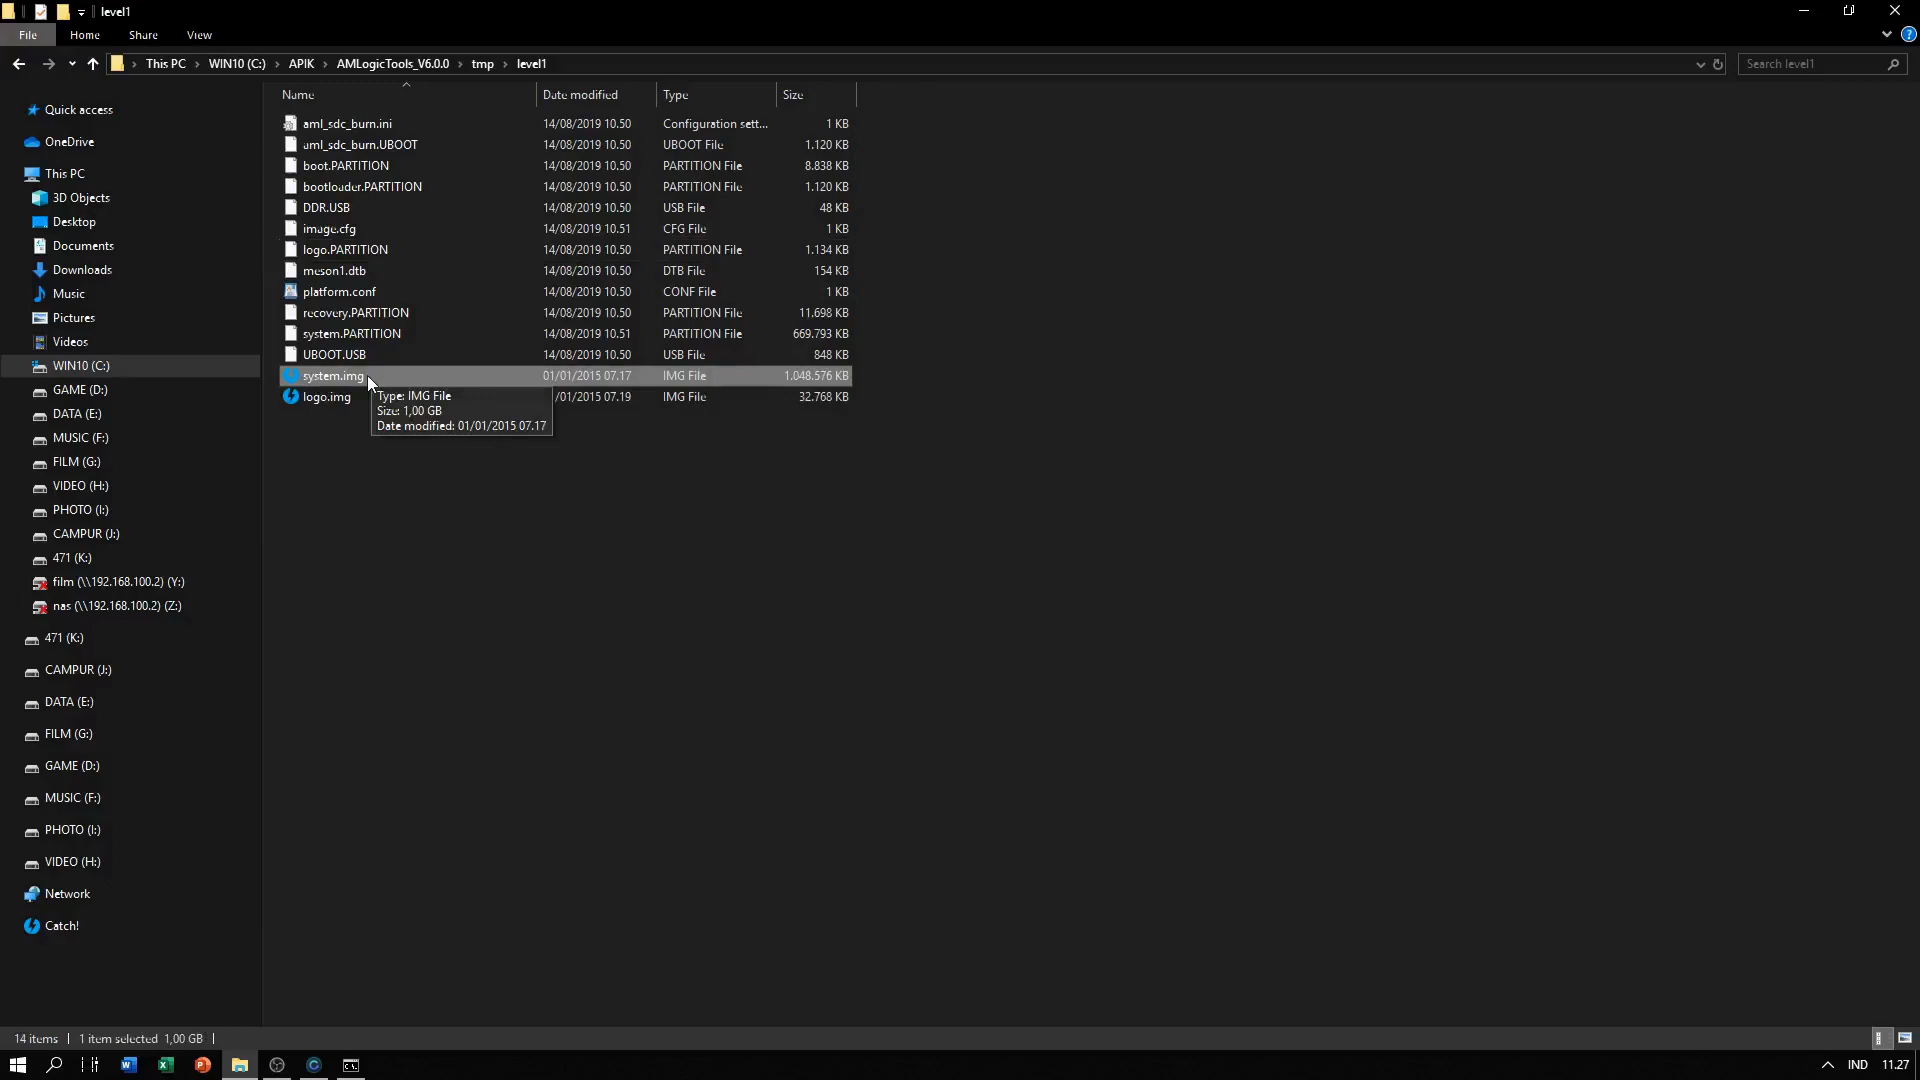 level1
File Home Share View
This PC WIN10 (C:) APIK AMLogicTools_V6.0.0 tmp level1
Search level1
Name Date modified Type Size
aml_sdc_burn.ini 14/08/2019 10.50 Configuration sett... 1 KB
aml_sdc_burn.UBOOT 14/08/2019 10.50 UBOOT File 1.120 KB
boot.PARTITION 14/08/2019 10.50 PARTITION File 8.838 KB
bootloader.PARTITION 14/08/2019 10.50 PARTITION File 1.120 KB
DDR.USB 14/08/2019 10.50 USB File 48 KB
image.cfg 14/08/2019 10.51 CFG File 1 KB
logo.PARTITION 14/08/2019 10.50 PARTITION File 1.134 KB
meson1.dtb 14/08/2019 10.50 DTB File 154 KB
platform.conf 14/08/2019 10.50 CONF File 1 KB
recovery.PARTITION 14/08/2019 10.50 PARTITION File 11.698 KB
system.PARTITION 14/08/2019 10.51 PARTITION File 669.793 KB
UBOOT.USB 14/08/2019 10.50 USB File 848 KB
system.img 01/01/2015 07.17 IMG File 1.048.576 KB
logo.img /01/2015 07.19 IMG File 32.768 KB
Type: IMG File
Size: 1,00 GB
Date modified: 01/01/2015 07.17
Quick access
OneDrive
This PC
3D Objects
Desktop
Documents
Downloads
Music
Pictures
Videos
WIN10 (C:)
GAME (D:)
DATA (E:)
MUSIC (F:)
FILM (G:)
VIDEO (H:)
PHOTO (I:)
CAMPUR (J:)
471 (K:)
film (\\192.168.100.2) (Y:)
nas (\\192.168.100.2) (Z:)
471 (K:)
CAMPUR (J:)
DATA (E:)
FILM (G:)
GAME (D:)
MUSIC (F:)
PHOTO (I:)
VIDEO (H:)
Network
Catch!
14 items 1 item selected 1,00 GB
IND 11.27